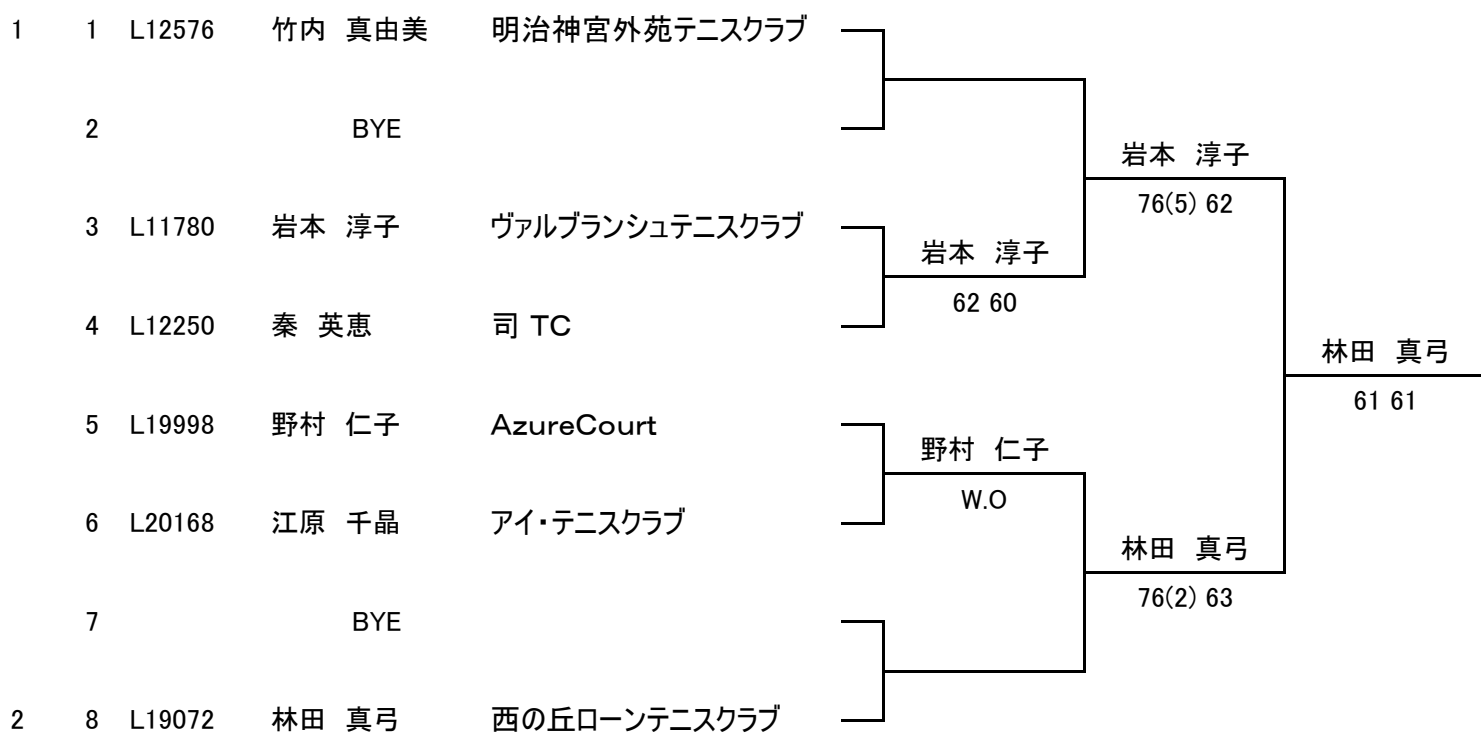 1 1 L12576 竹内 真由美 明治神宮外苑テニスクラブ
2 BYE
岩本 淳子
76(5) 62
3 L11780 岩本 淳子 ヴァルブランシュテニスクラブ
岩本 淳子
62 60
4 L12250 秦 英恵 司 TC
林田 真弓
61 61
5 L19998 野村 仁子 AzureCourt
野村 仁子
W.O
6 L20168 江原 千晶 アイ・テニスクラブ
林田 真弓
76(2) 63
7 BYE
2 8 L19072 林田 真弓 西の丘ローンテニスクラブ